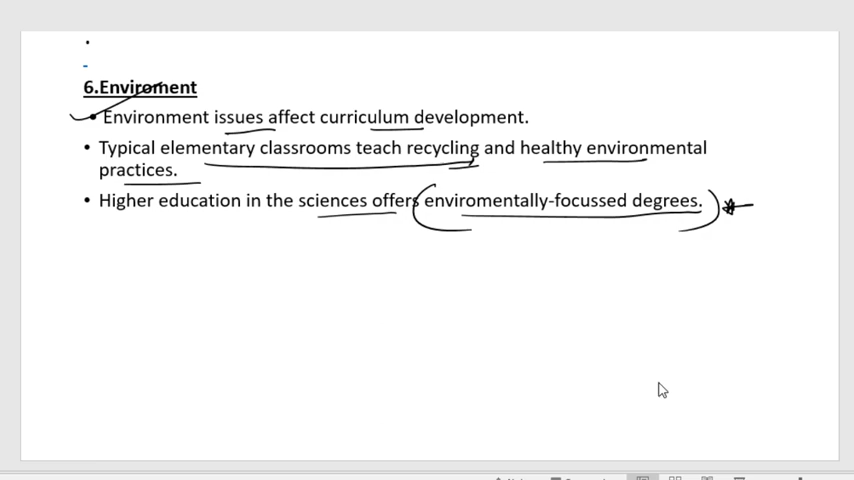 6.Enviroment
• Environment issues affect curriculum development.
• Typical elementary classrooms teach recycling and healthy environmental
practices.
• Higher education in the sciences offers enviromentally-focussed degrees.